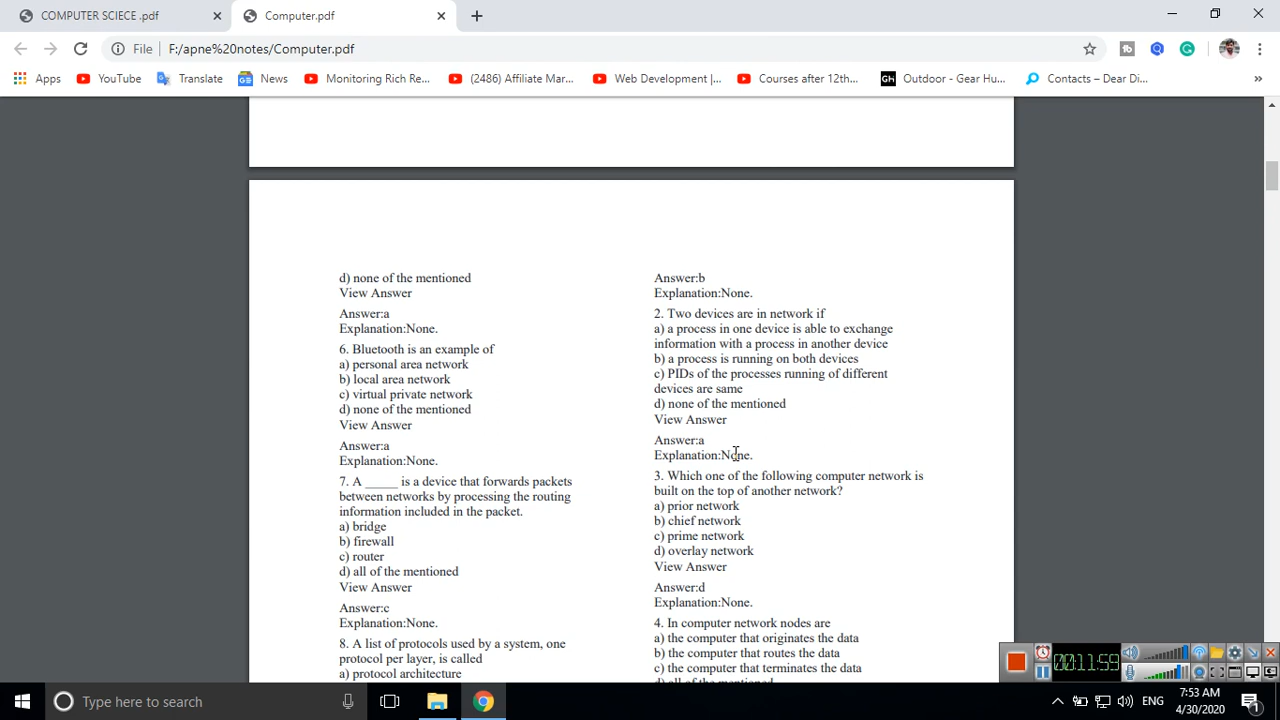 COMPUTER SCIECE .pdf
Computer.pdf
File
F:/apne%20notes/Computer.pdf
Apps
YouTube
Translate
News
Monitoring Rich Re...
(2486) Affiliate Mar...
Web Development |...
Courses after 12th...
GH
Outdoor - Gear Hu...
Contacts – Dear Di...
d) none of the mentioned
View Answer
Answer:a
Explanation:None.
6. Bluetooth is an example of
a) personal area network
b) local area network
c) virtual private network
d) none of the mentioned
View Answer
Answer:a
Explanation:None.
7. A _____ is a device that forwards packets
between networks by processing the routing
information included in the packet.
a) bridge
b) firewall
c) router
d) all of the mentioned
View Answer
Answer:c
Explanation:None.
8. A list of protocols used by a system, one
protocol per layer, is called
a) protocol architecture
Answer:b
Explanation:None.
2. Two devices are in network if
a) a process in one device is able to exchange
information with a process in another device
b) a process is running on both devices
c) PIDs of the processes running of different
devices are same
d) none of the mentioned
View Answer
Answer:a
Explanation:None.
3. Which one of the following computer network is
built on the top of another network?
a) prior network
b) chief network
c) prime network
d) overlay network
View Answer
Answer:d
Explanation:None.
4. In computer network nodes are
a) the computer that originates the data
b) the computer that routes the data
c) the computer that terminates the data
d) all of the mentioned
00:11:59
Type here to search
ENG
7:53 AM
4/30/2020
1